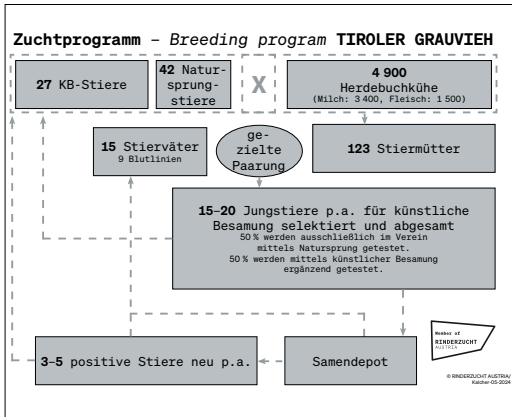 Zuchtprogramm – Breeding program TIROLER GRAUVIEH
27 KB-Stiere
42 Natur-
sprung-
stiere
X
4 900
Herdebuchkühe
(Milch: 3 400, Fleisch: 1 500)
15 Stierväter
9 Blutlinien
ge-
zielte
Paarung
123 Stiermütter
15–20 Jungstiere p.a. für künstliche
Besamung selektiert und abgesamt
50 % werden ausschließlich im Verein
mittels Natursprung getestet.
50 % werden mittels künstlicher Besamung
ergänzend getestet.
3–5 positive Stiere neu p.a.
Samendepot
Member of
RINDERZUCHT
AUSTRIA
© RINDERZUCHT AUSTRIA/
Kalcher-05-2024